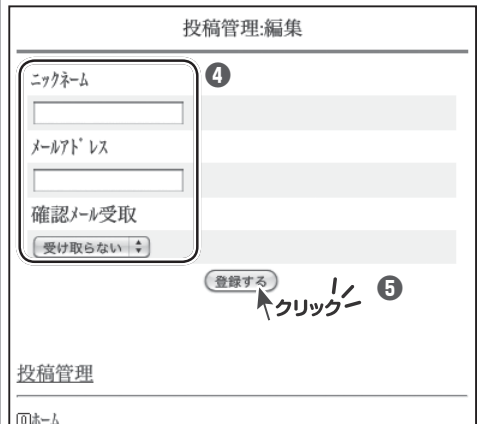 投稿管理:編集
ニックネーム
❹
メールアドレス
確認メール受取
受け取らない
登録する
クリック
❺
投稿管理
0ホーム